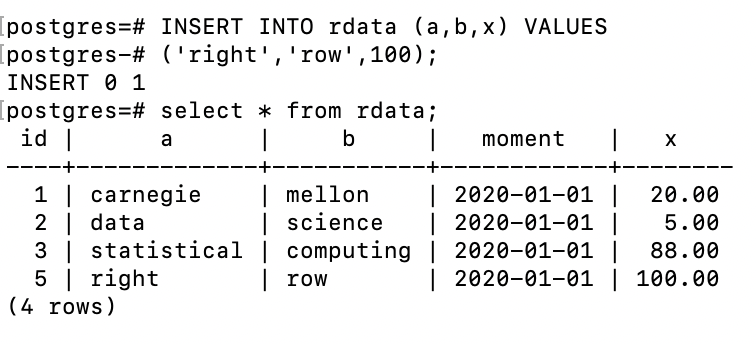 postgres=# INSERT INTO rdata (a,b,x) VALUES
postgres-# ('right','row',100);
INSERT 0 1
postgres=# select * from rdata;
 id |      a      |     b     |   moment   |   x
----+-------------+-----------+------------+--------
  1 | carnegie    | mellon    | 2020-01-01 |  20.00
  2 | data        | science   | 2020-01-01 |   5.00
  3 | statistical | computing | 2020-01-01 |  88.00
  5 | right       | row       | 2020-01-01 | 100.00
(4 rows)